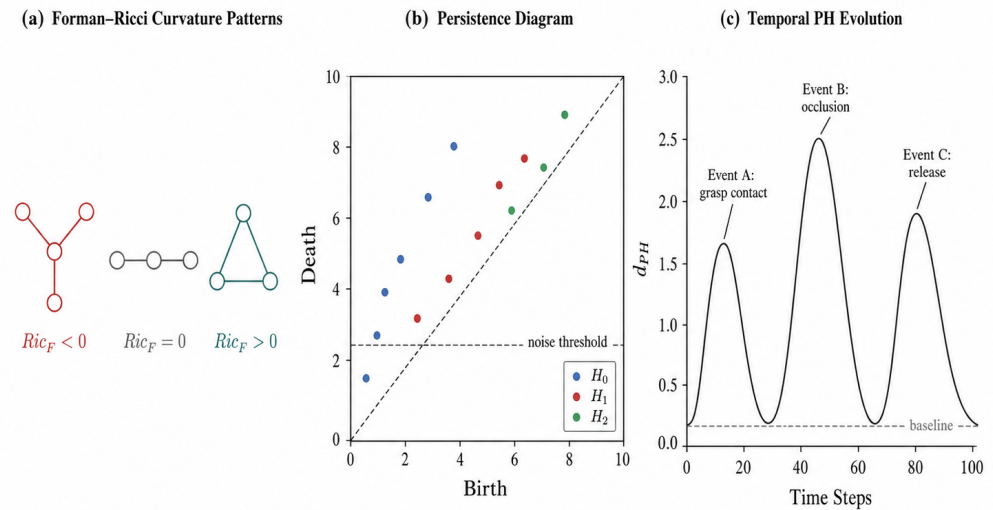 (a) Forman–Ricci Curvature Patterns
Ric_F < 0
Ric_F = 0
Ric_F > 0
(b) Persistence Diagram
Death
10
8
6
4
2
0
noise threshold
H_0
H_1
H_2
0 2 4 6 8 10
Birth
(c) Temporal PH Evolution
d_PH
3.0
2.5
2.0
1.5
1.0
0.5
0.0
Event A:
grasp contact
Event B:
occlusion
Event C:
release
baseline
0 20 40 60 80 100
Time Steps